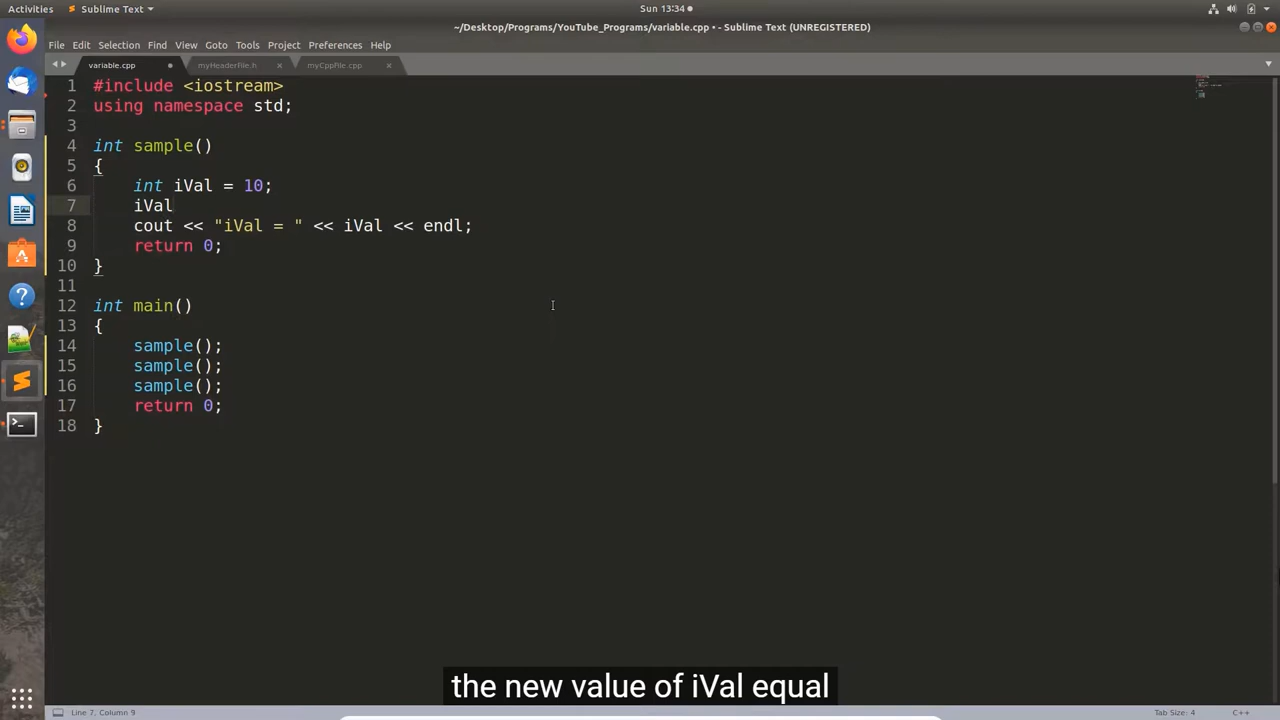 Activities Sublime Text Sun 13:34
~/Desktop/Programs/YouTube_Programs/variable.cpp • - Sublime Text (UNREGISTERED)
File Edit Selection Find View Goto Tools Project Preferences Help
variable.cpp myHeaderFile.h myCppFile.cpp
1 #include <iostream>
2 using namespace std;
3
4 int sample()
5 {
6 int iVal = 10;
7 iVal
8 cout << "iVal = " << iVal << endl;
9 return 0;
10 }
11
12 int main()
13 {
14 sample();
15 sample();
16 sample();
17 return 0;
18 }
the new value of iVal equal
Line 7, Column 9 Tab Size: 4 C++